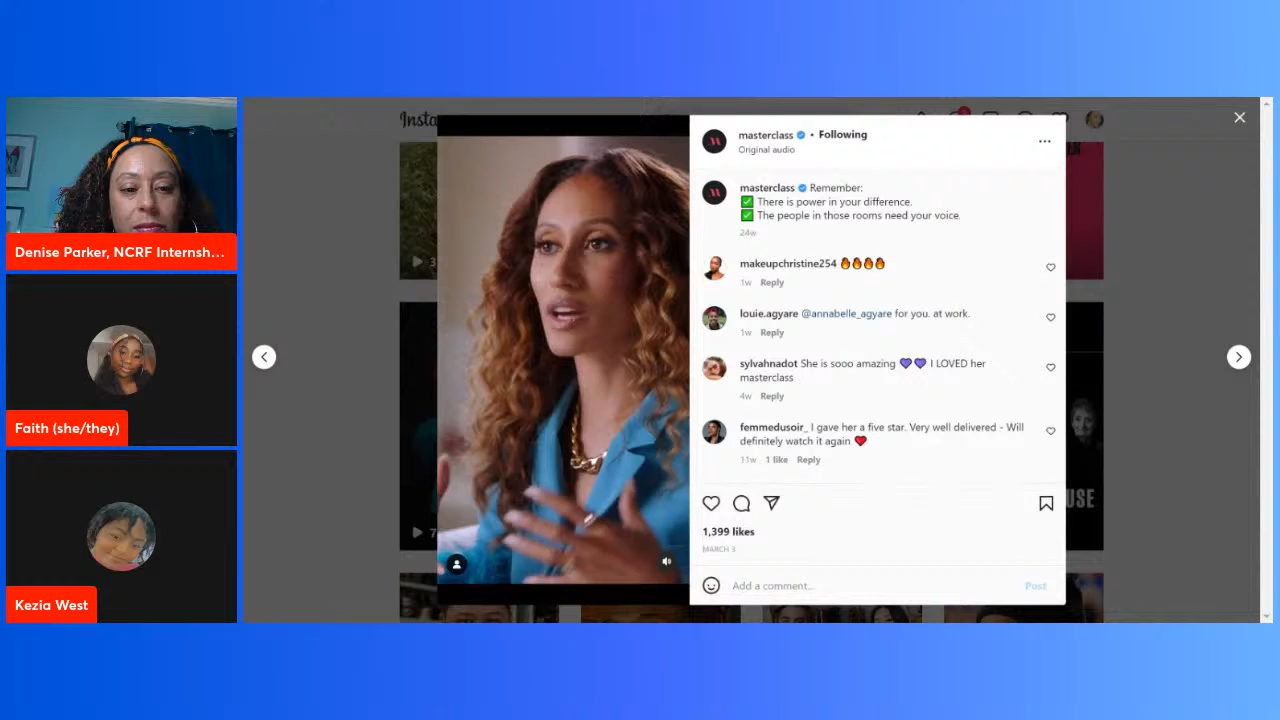 Denise Parker, NCRF Internsh...
Faith (she/they)
Kezia West
Insta
masterclass • Following
Original audio
masterclass Remember:
✅ There is power in your difference.
✅ The people in those rooms need your voice.
24w
makeupchristine254 🔥🔥🔥🔥
1w Reply
louie.agyare @annabelle_agyare for you. at work.
1w Reply
sylvahnadot She is sooo amazing 💜💜 I LOVED her
masterclass
4w Reply
femmedusoir_ I gave her a five star. Very well delivered - Will
definitely watch it again ❤️
11w 1 like Reply
1,399 likes
MARCH 3
Add a comment...
Post
3
7
USE